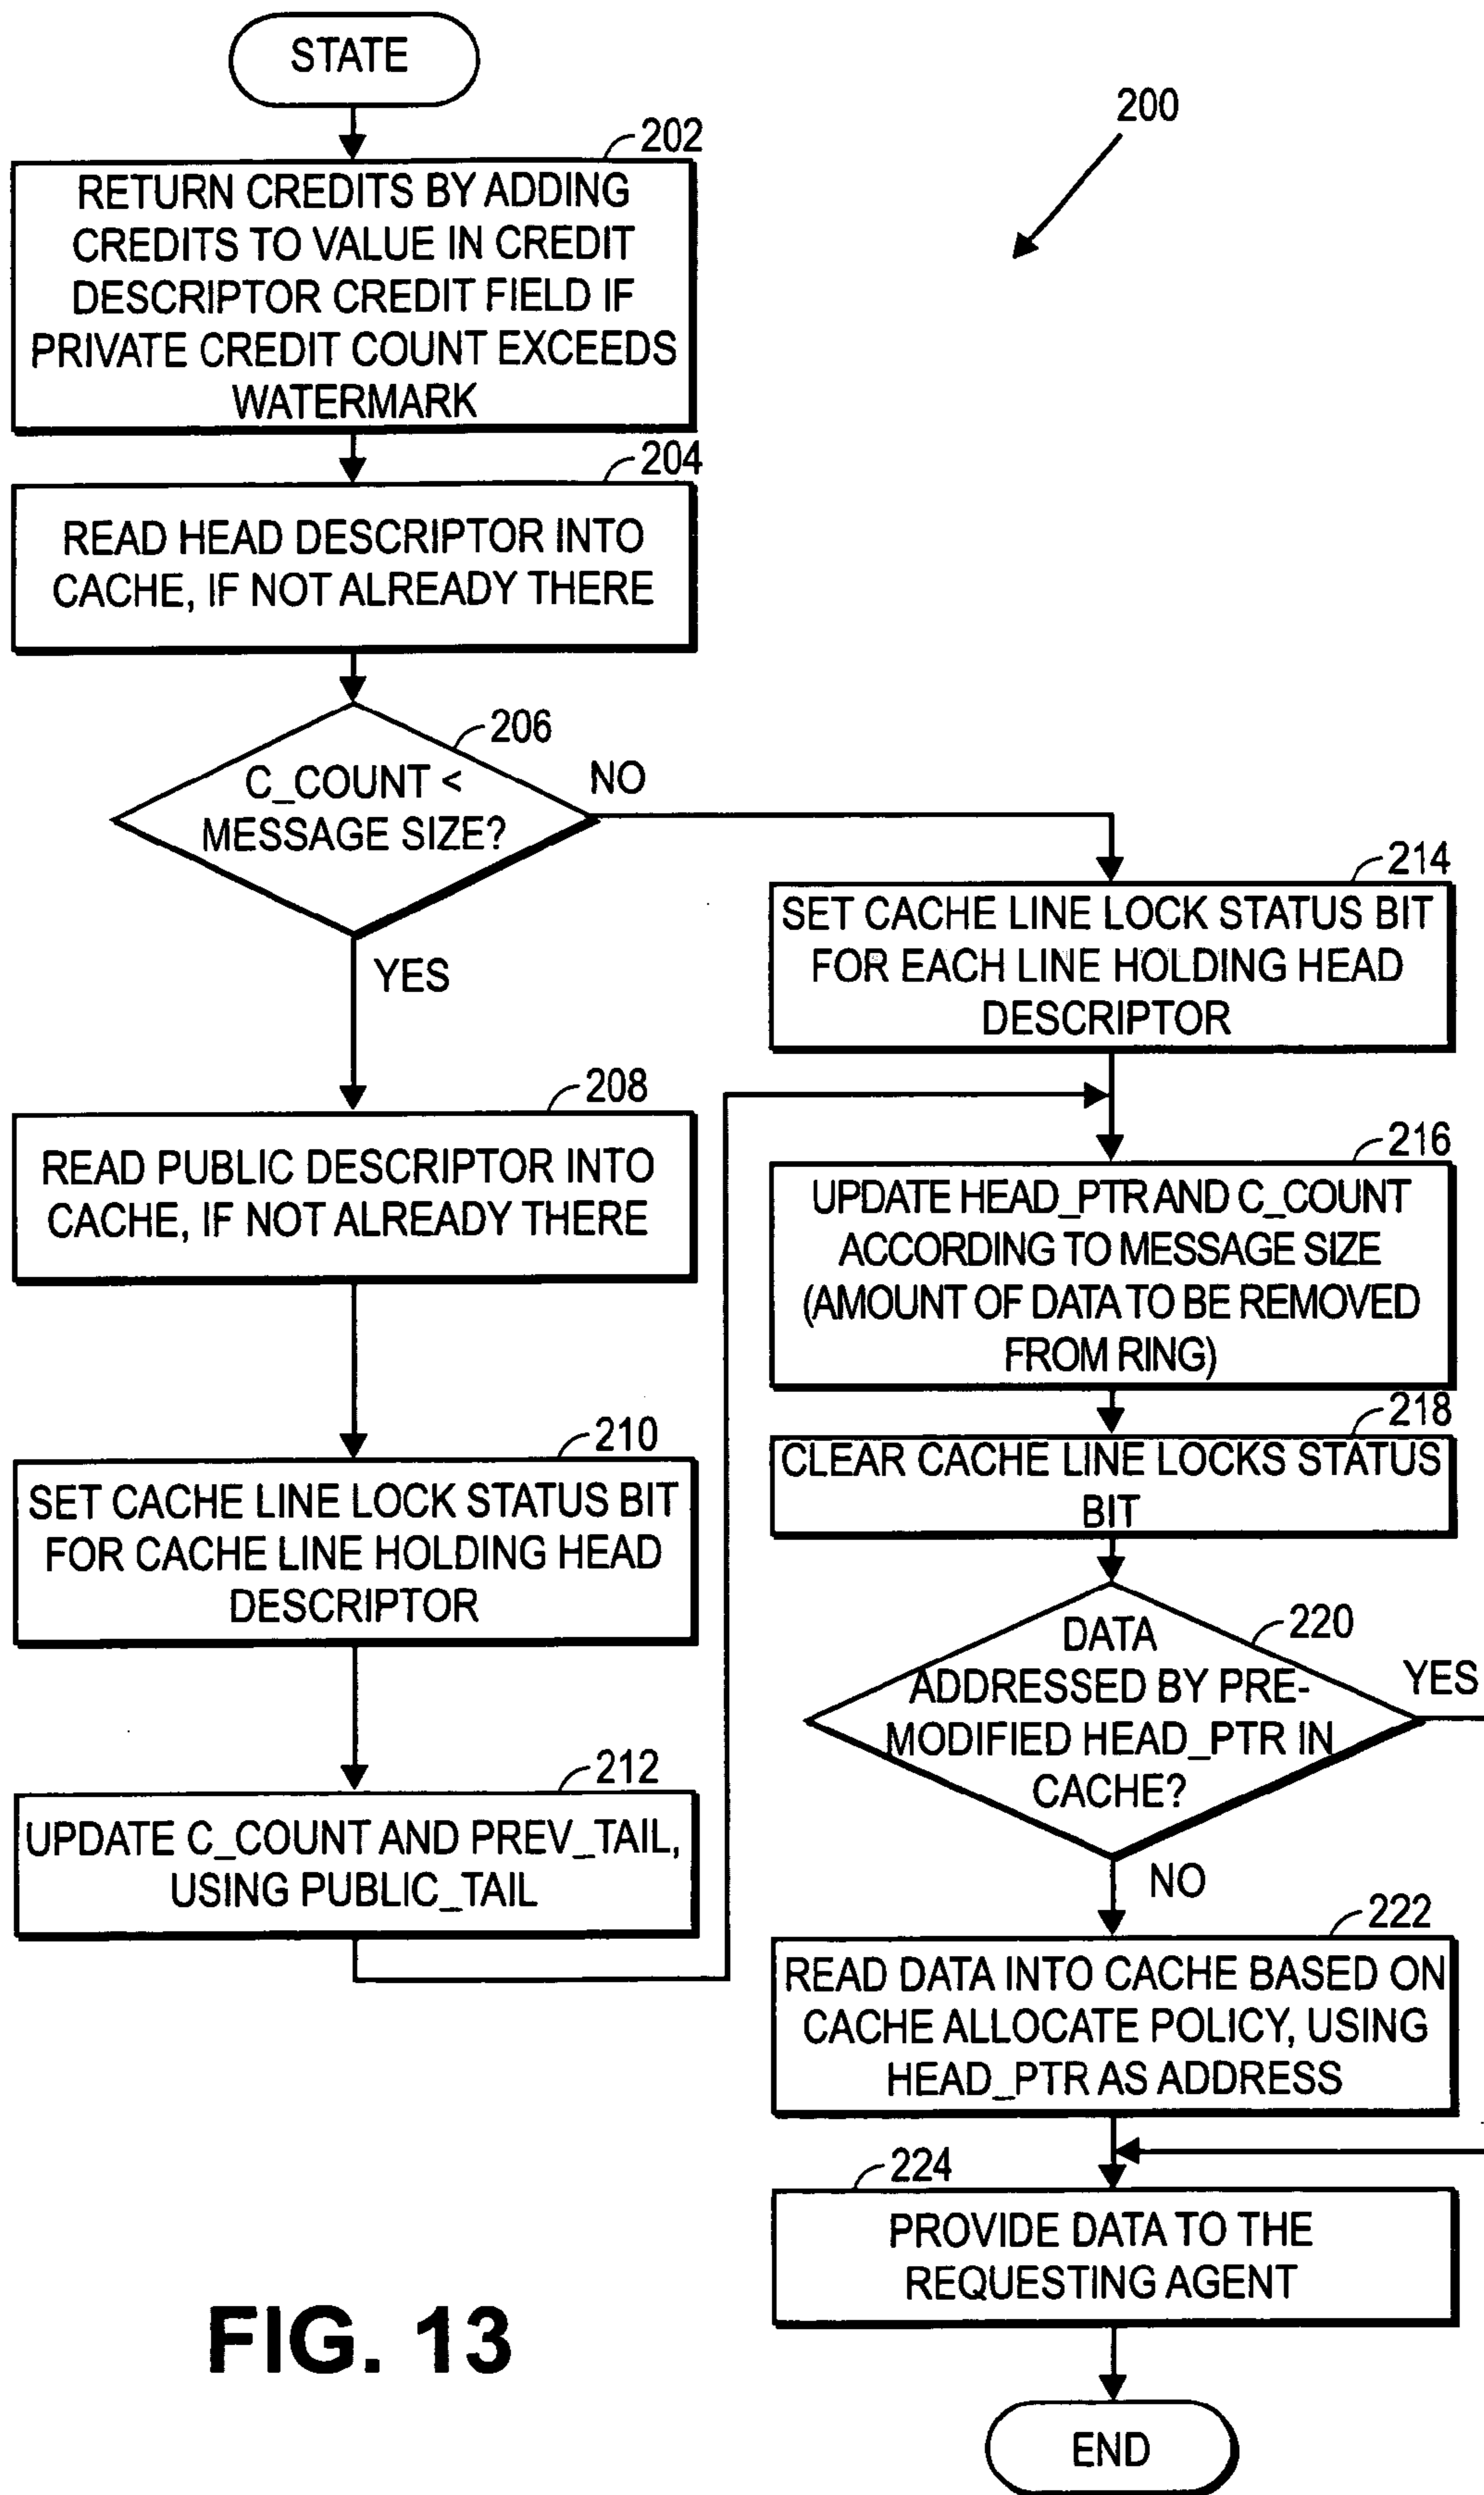 STATE
200
202
RETURN CREDITS BY ADDING
CREDITS TO VALUE IN CREDIT
DESCRIPTOR CREDIT FIELD IF
PRIVATE CREDIT COUNT EXCEEDS
WATERMARK
204
READ HEAD DESCRIPTOR INTO
CACHE, IF NOT ALREADY THERE
206
C_COUNT <
MESSAGE SIZE?
NO
YES
208
READ PUBLIC DESCRIPTOR INTO
CACHE, IF NOT ALREADY THERE
210
SET CACHE LINE LOCK STATUS BIT
FOR CACHE LINE HOLDING HEAD
DESCRIPTOR
212
UPDATE C_COUNT AND PREV_TAIL,
USING PUBLIC_TAIL
214
SET CACHE LINE LOCK STATUS BIT
FOR EACH LINE HOLDING HEAD
DESCRIPTOR
216
UPDATE HEAD_PTR AND C_COUNT
ACCORDING TO MESSAGE SIZE
(AMOUNT OF DATA TO BE REMOVED
FROM RING)
218
CLEAR CACHE LINE LOCKS STATUS
BIT
220
DATA
ADDRESSED BY PRE-
MODIFIED HEAD_PTR IN
CACHE?
YES
NO
222
READ DATA INTO CACHE BASED ON
CACHE ALLOCATE POLICY, USING
HEAD_PTR AS ADDRESS
224
PROVIDE DATA TO THE
REQUESTING AGENT
END
FIG. 13